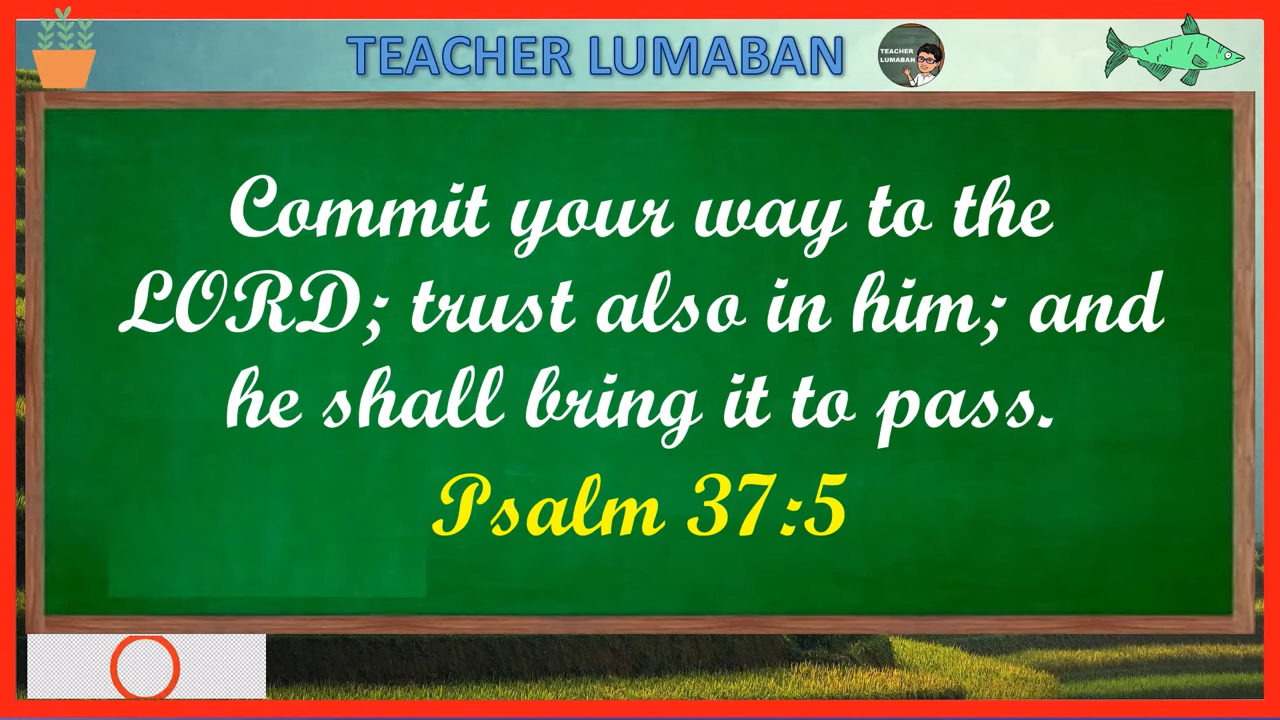 TEACHER LUMABAN
TEACHER
LUMABAN
Commit your way to the
LORD; trust also in him; and
he shall bring it to pass.
Psalm 37:5